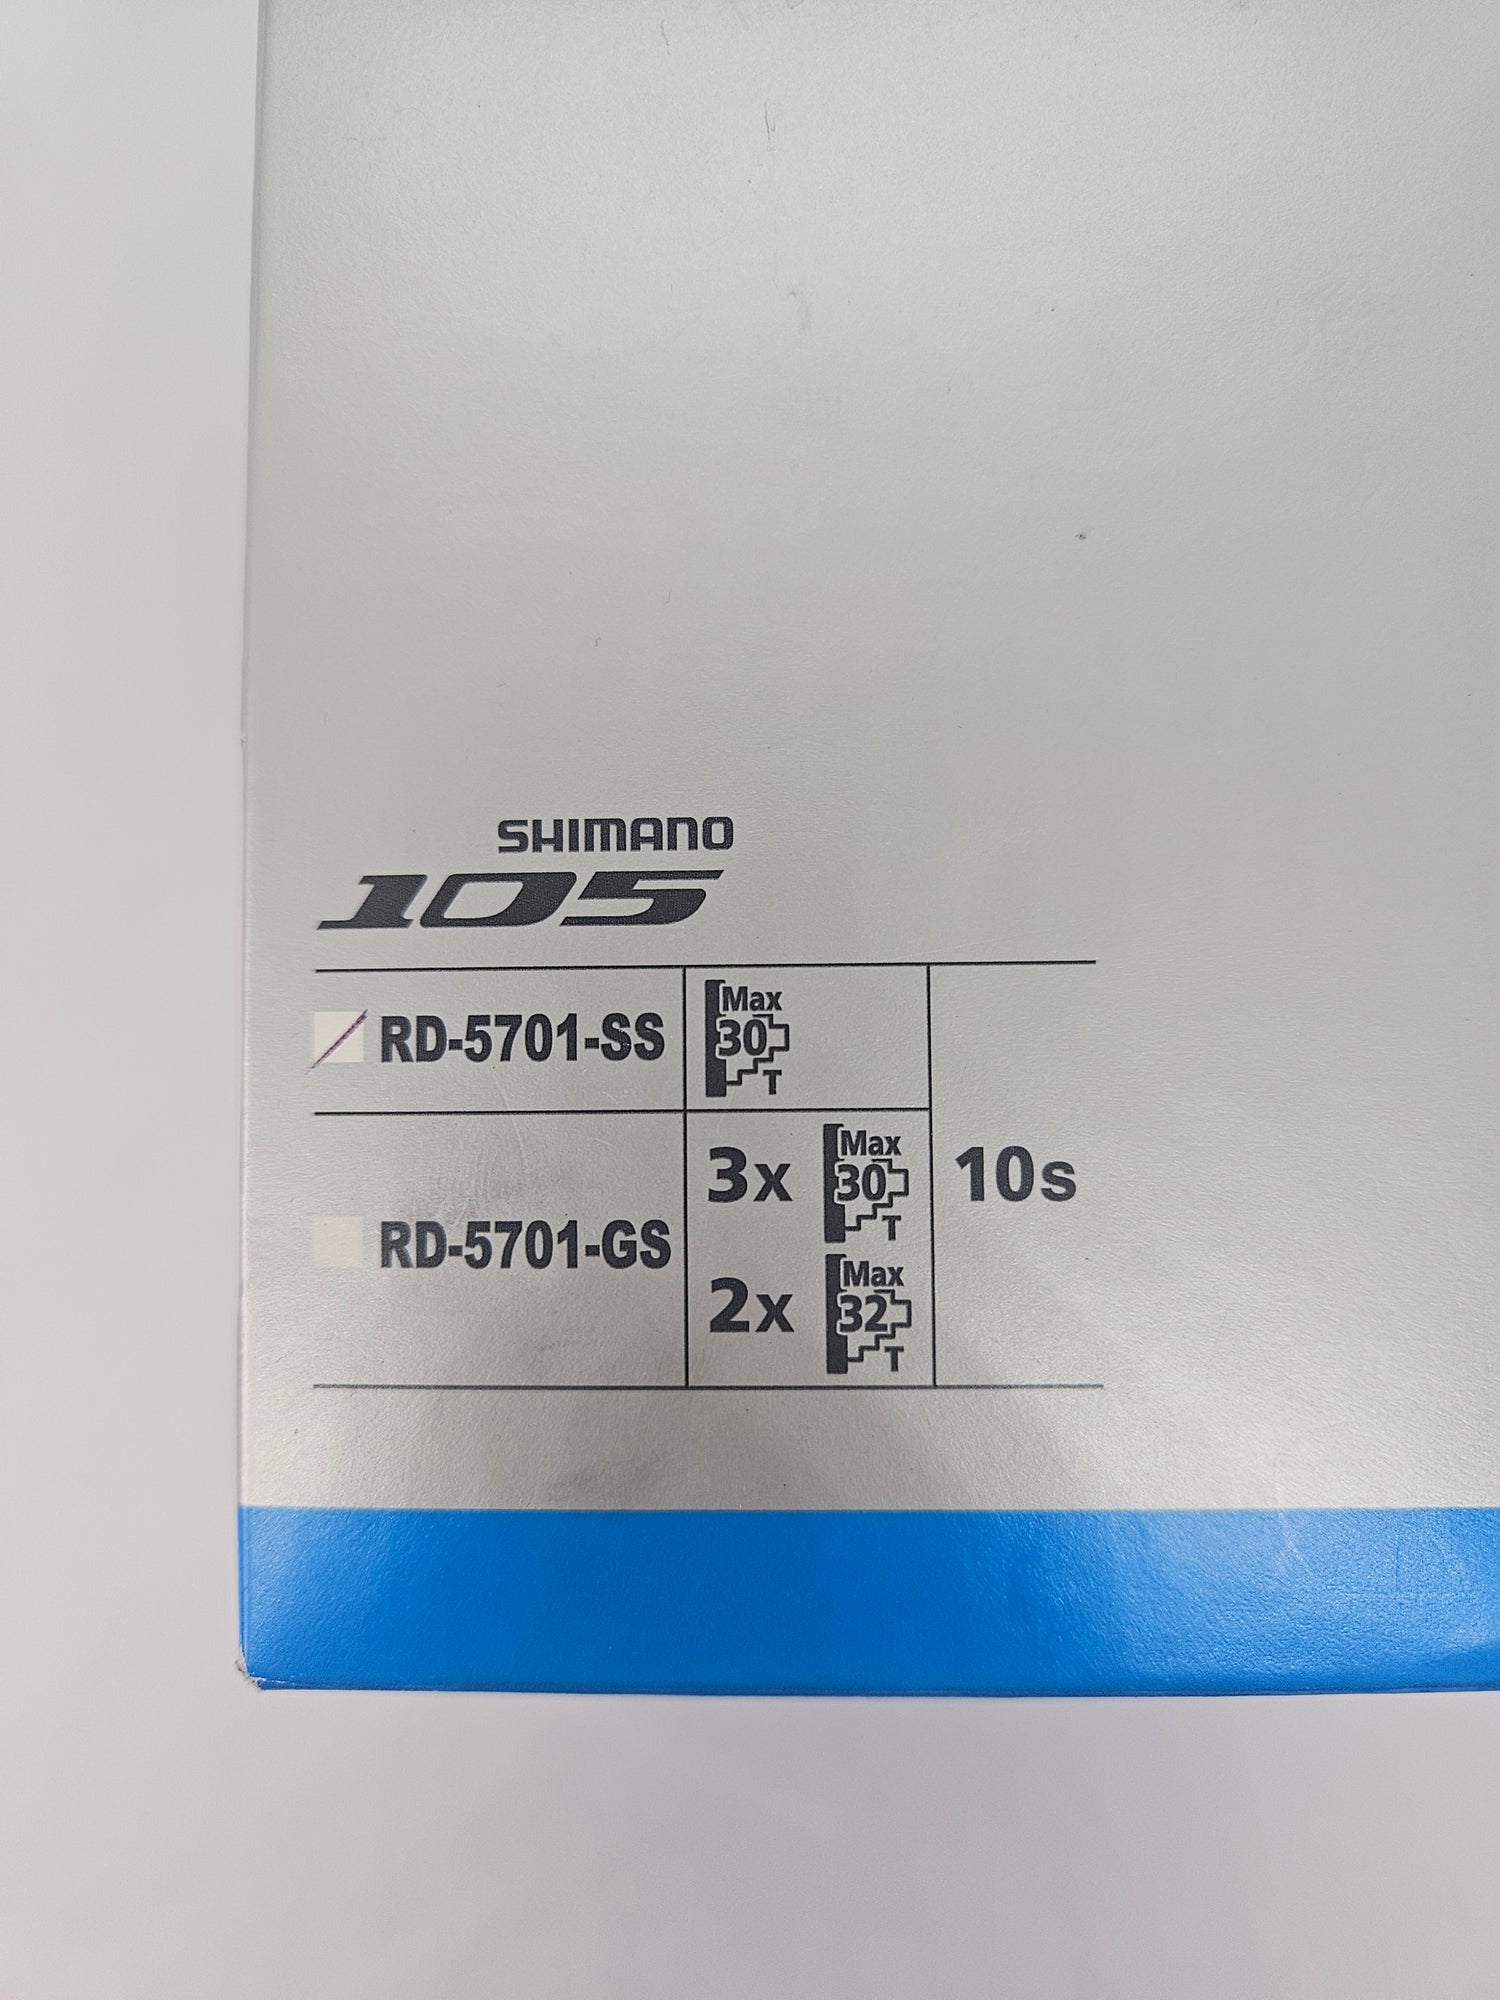 SHIMANO
105
RD-5701-SS
Max
30
T
RD-5701-GS
3x
Max
30
T
2x
Max
32
T
10s